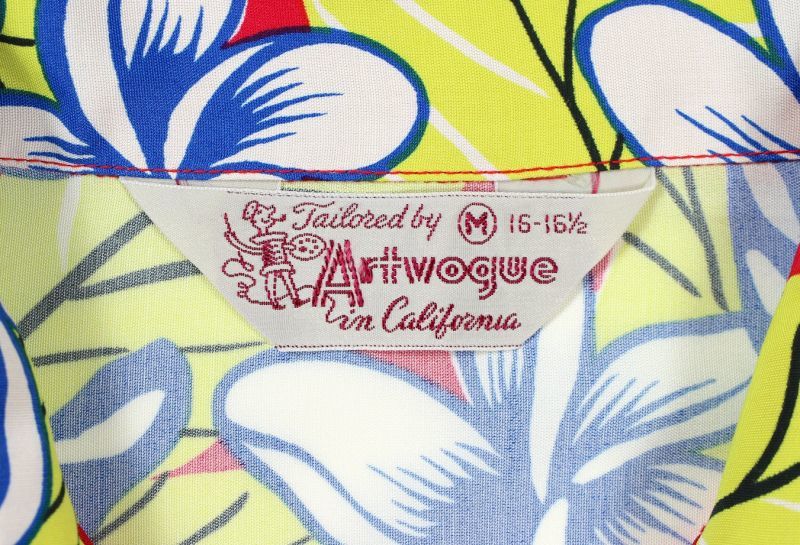 Tailored by M 16-16½
Artvogue
in California